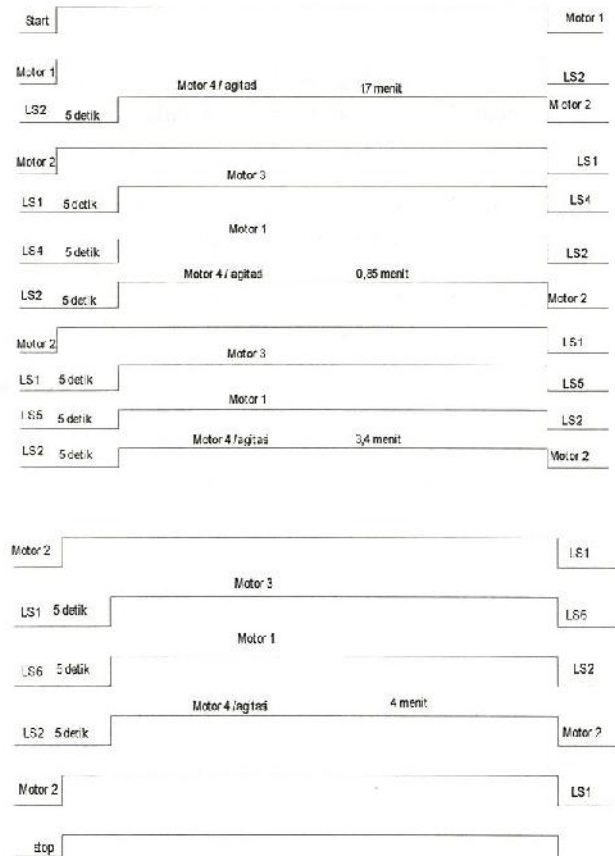 Start Motor 1
Motor 1 LS2
Motor 4 / agitasi 17 menit
LS2 5 detik Motor 2
Motor 2 LS1
Motor 3
LS1 5 detik LS4
Motor 1
LS4 5 detik LS2
Motor 4 / agitasi 0,85 menit
LS2 5 detik Motor 2
Motor 2 LS1
Motor 3
LS1 5 detik LS5
Motor 1
LS5 5 detik LS2
Motor 4 /agitasi 3,4 menit
LS2 5 detik Motor 2
Motor 2 LS1
Motor 3
LS1 5 detik LS6
Motor 1
LS6 5 detik LS2
Motor 4 /agitasi 4 menit
LS2 5 detik Motor 2
Motor 2 LS1
stop